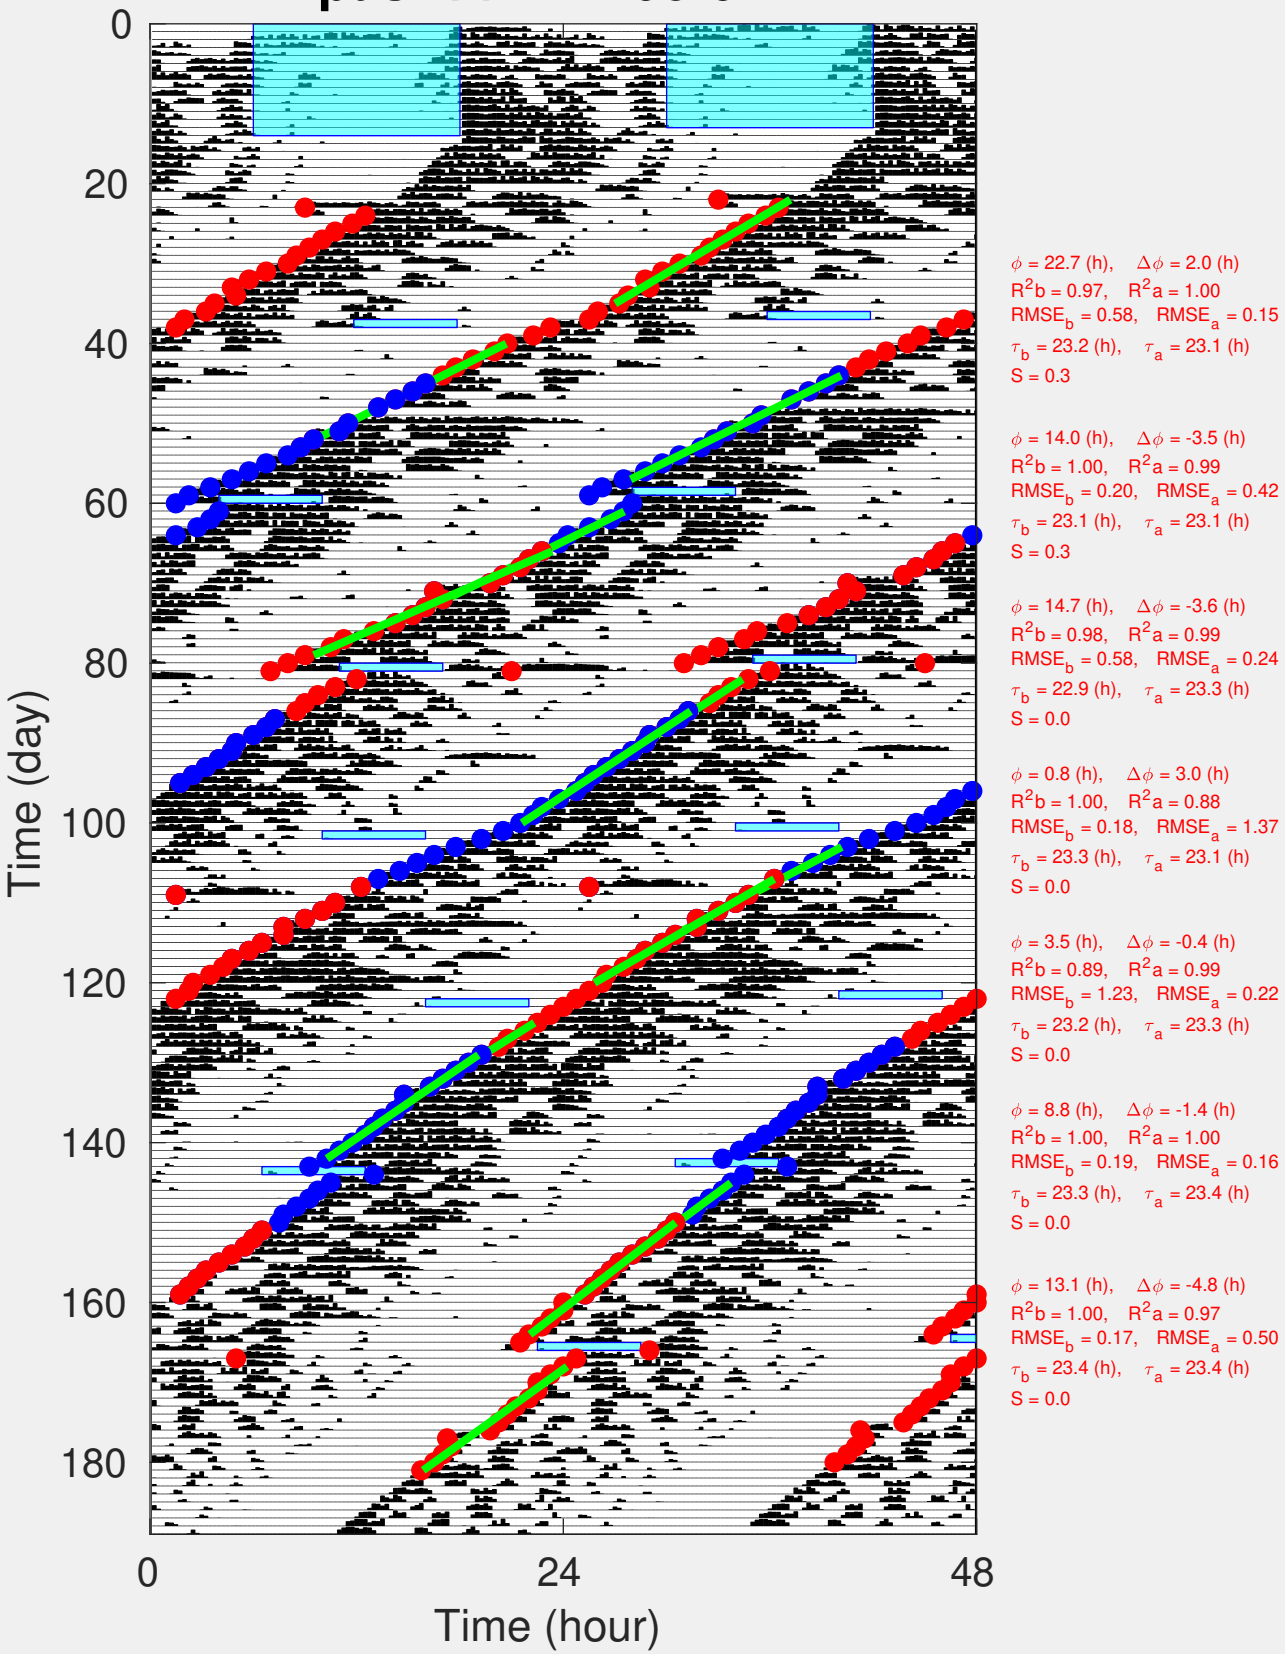 0
20
40
60
80
100
120
140
160
180
Time (day)
0
24
48
Time (hour)
ϕ = 22.7 (h), Δϕ = 2.0 (h)
R²b = 0.97, R²a = 1.00
RMSE_b = 0.58, RMSE_a = 0.15
τ_b = 23.2 (h), τ_a = 23.1 (h)
S = 0.3
ϕ = 14.0 (h), Δϕ = -3.5 (h)
R²b = 1.00, R²a = 0.99
RMSE_b = 0.20, RMSE_a = 0.42
τ_b = 23.1 (h), τ_a = 23.1 (h)
S = 0.3
ϕ = 14.7 (h), Δϕ = -3.6 (h)
R²b = 0.98, R²a = 0.99
RMSE_b = 0.58, RMSE_a = 0.24
τ_b = 22.9 (h), τ_a = 23.3 (h)
S = 0.0
ϕ = 0.8 (h), Δϕ = 3.0 (h)
R²b = 1.00, R²a = 0.88
RMSE_b = 0.18, RMSE_a = 1.37
τ_b = 23.3 (h), τ_a = 23.1 (h)
S = 0.0
ϕ = 3.5 (h), Δϕ = -0.4 (h)
R²b = 0.89, R²a = 0.99
RMSE_b = 1.23, RMSE_a = 0.22
τ_b = 23.2 (h), τ_a = 23.3 (h)
S = 0.0
ϕ = 8.8 (h), Δϕ = -1.4 (h)
R²b = 1.00, R²a = 1.00
RMSE_b = 0.19, RMSE_a = 0.16
τ_b = 23.3 (h), τ_a = 23.4 (h)
S = 0.0
ϕ = 13.1 (h), Δϕ = -4.8 (h)
R²b = 1.00, R²a = 0.97
RMSE_b = 0.17, RMSE_a = 0.50
τ_b = 23.4 (h), τ_a = 23.4 (h)
S = 0.0